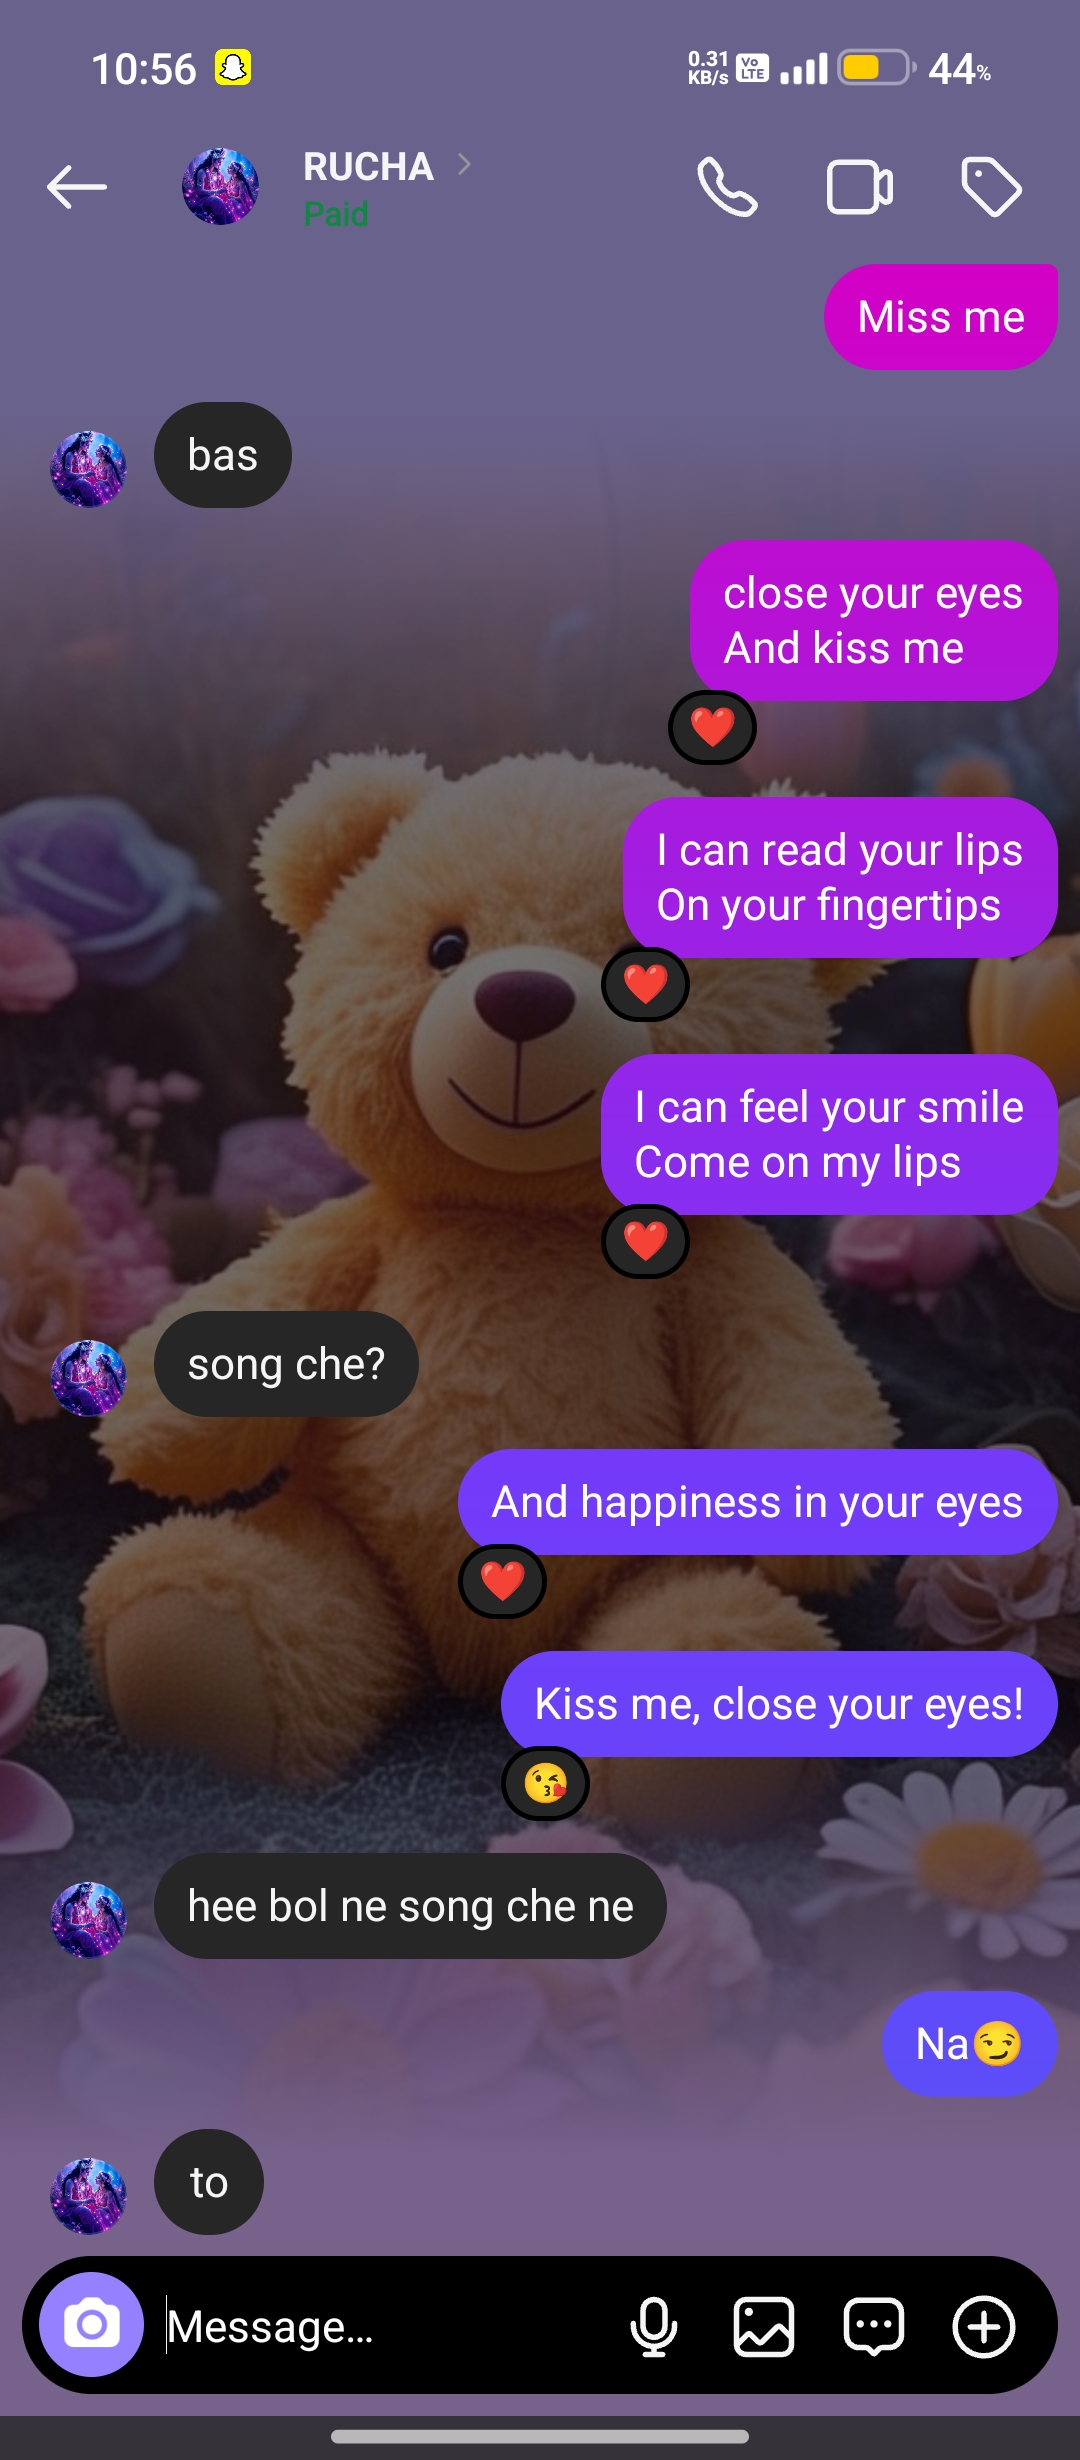 10:56
0.31
KB/s
Vo
LTE
44%
RUCHA
Paid
Miss me
bas
close your eyes
And kiss me
I can read your lips
On your fingertips
I can feel your smile
Come on my lips
song che?
And happiness in your eyes
Kiss me, close your eyes!
hee bol ne song che ne
Na😏
to
Message...